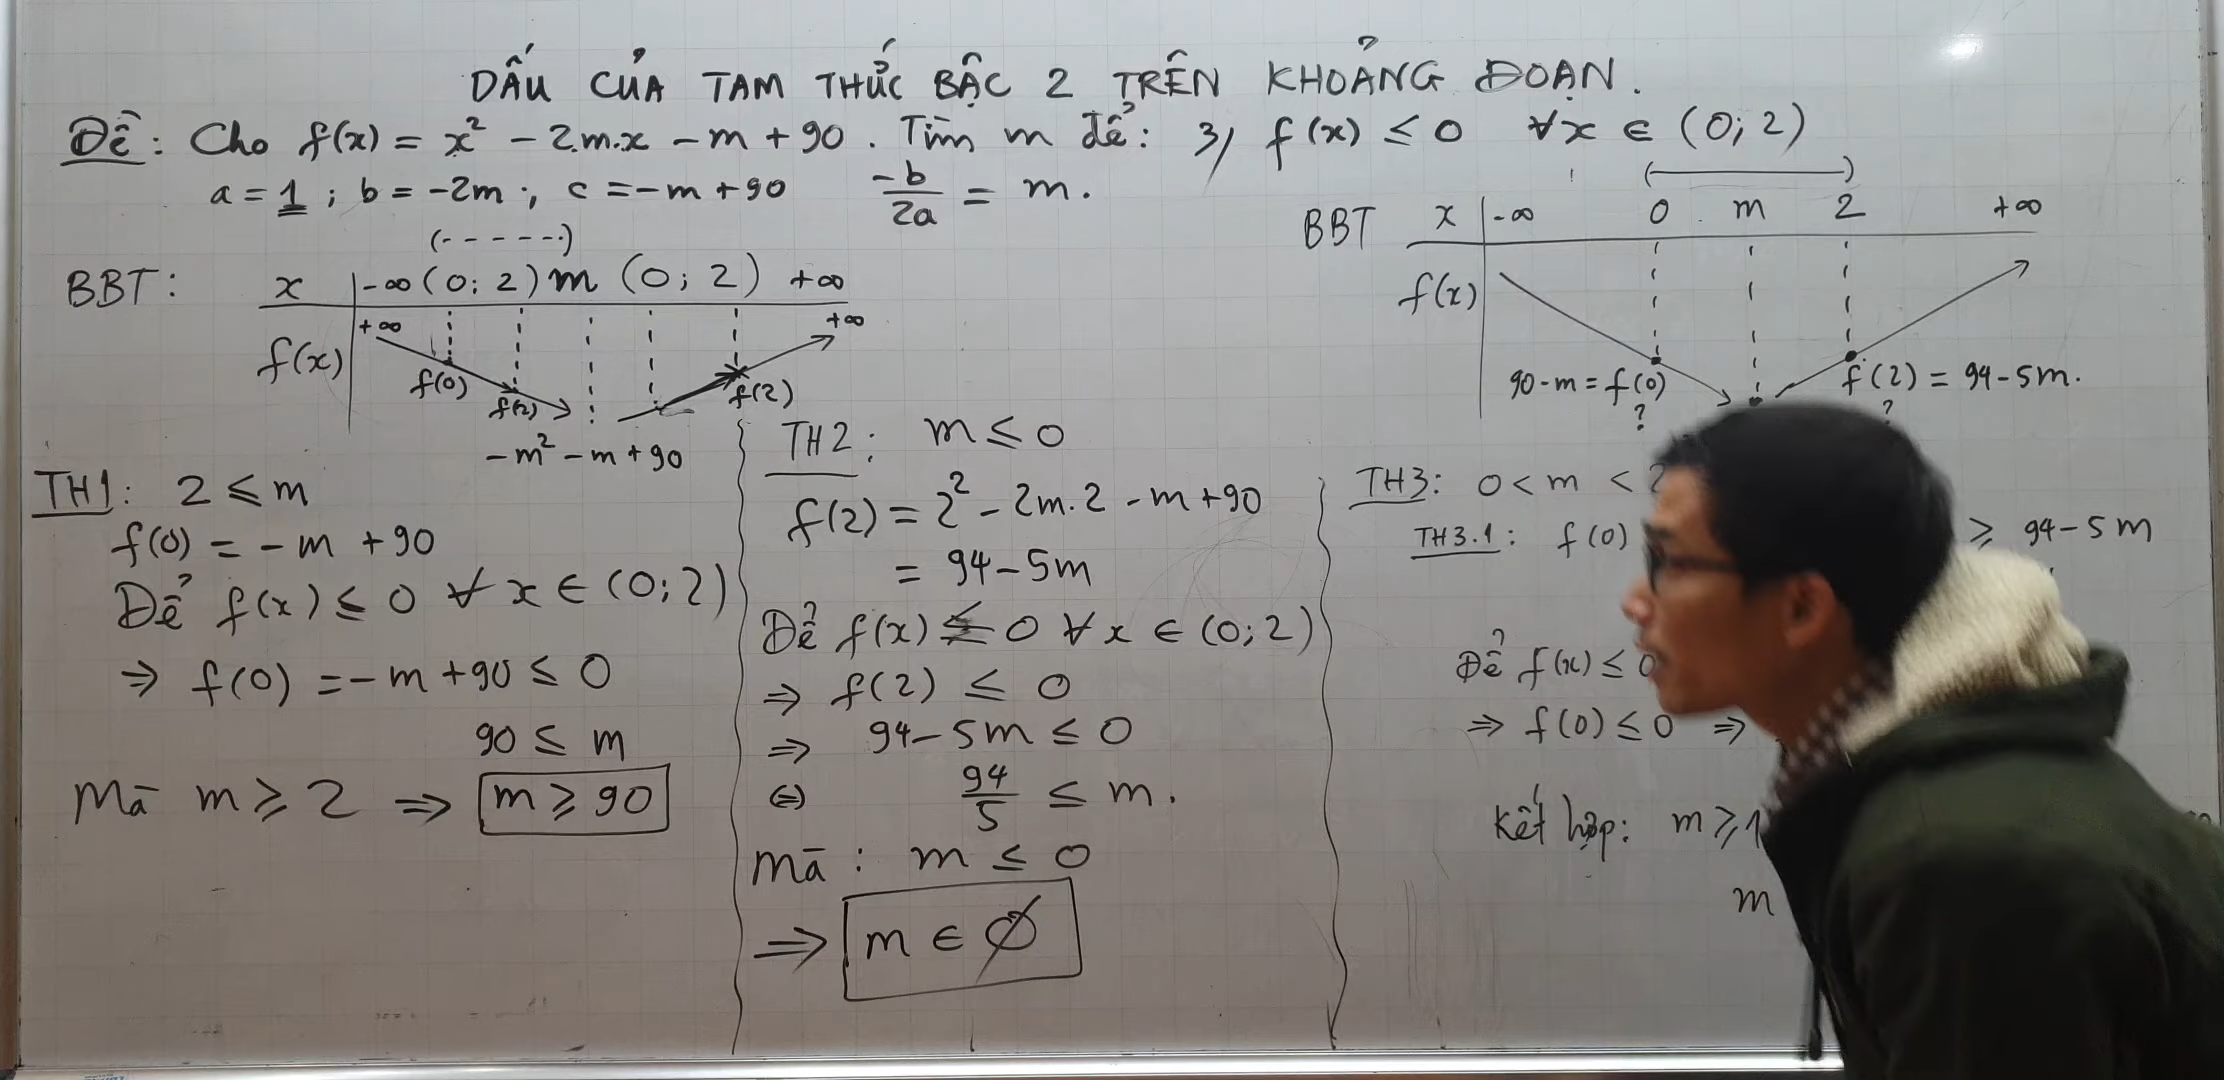 DẤU CỦA TAM THỨC BẬC 2 TRÊN KHOẢNG ĐOẠN.
Đề: Cho f(x) = x² - 2.m.x - m + 90. Tìm m để: 3) f(x) ≤ 0 ∀x ∈ (0; 2)
a = 1; b = -2m; c = -m + 90 -b/2a = m.
(- - - - - -)
BBT: x -∞ (0; 2) m (0; 2) +∞
f(x) +∞ f(0) f(2) f(2) +∞
-m² - m + 90
TH1: 2 ≤ m
f(0) = -m + 90
Để f(x) ≤ 0 ∀ x ∈ (0; 2)
⇒ f(0) = -m + 90 ≤ 0
90 ≤ m
Mà m ≥ 2 ⇒ m ≥ 90
TH2: m ≤ 0
f(2) = 2² - 2m.2 - m + 90
= 94 - 5m
Để f(x) ≤ 0 ∀ x ∈ (0; 2)
⇒ f(2) ≤ 0
⇒ 94 - 5m ≤ 0
⇔ 94/5 ≤ m.
Mà: m ≤ 0
⇒ m ∈ ∅
BBT x -∞ 0 m 2 +∞
f(x)
90 - m = f(0) f(2) = 94 - 5m.
? ?
TH3: 0 < m < 2
TH3.1: f(0) ≥ 94 - 5m
Để f(x) ≤ 0
⇒ f(0) ≤ 0 ⇒
Kết hợp: m ≥ 1
m